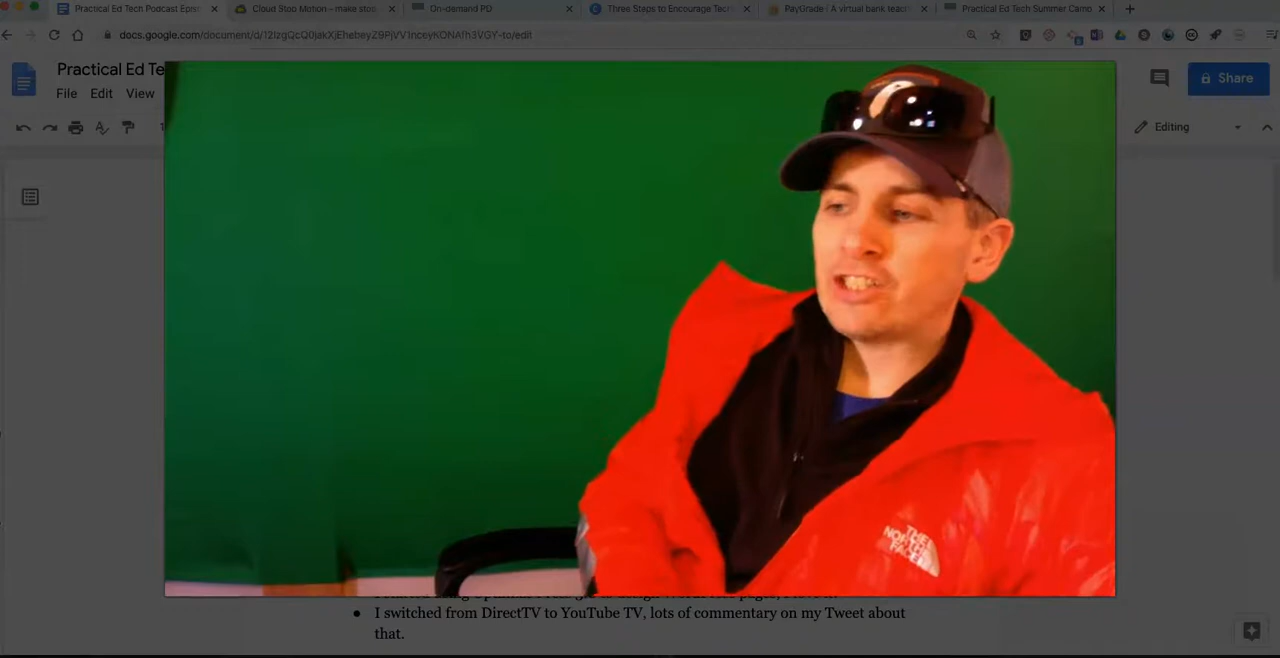 Practical Ed Tech Podcast Episo
Cloud Stop Motion – make stop
On-demand PD
Three Steps to Encourage Tech
PayGrade: A virtual bank teach
Practical Ed Tech Summer Camp
Practical Ed Te
Share
File Edit View
Editing
THE
NORTH
FACE
I switched from DirectTV to YouTube TV, lots of commentary on my Tweet about
that.